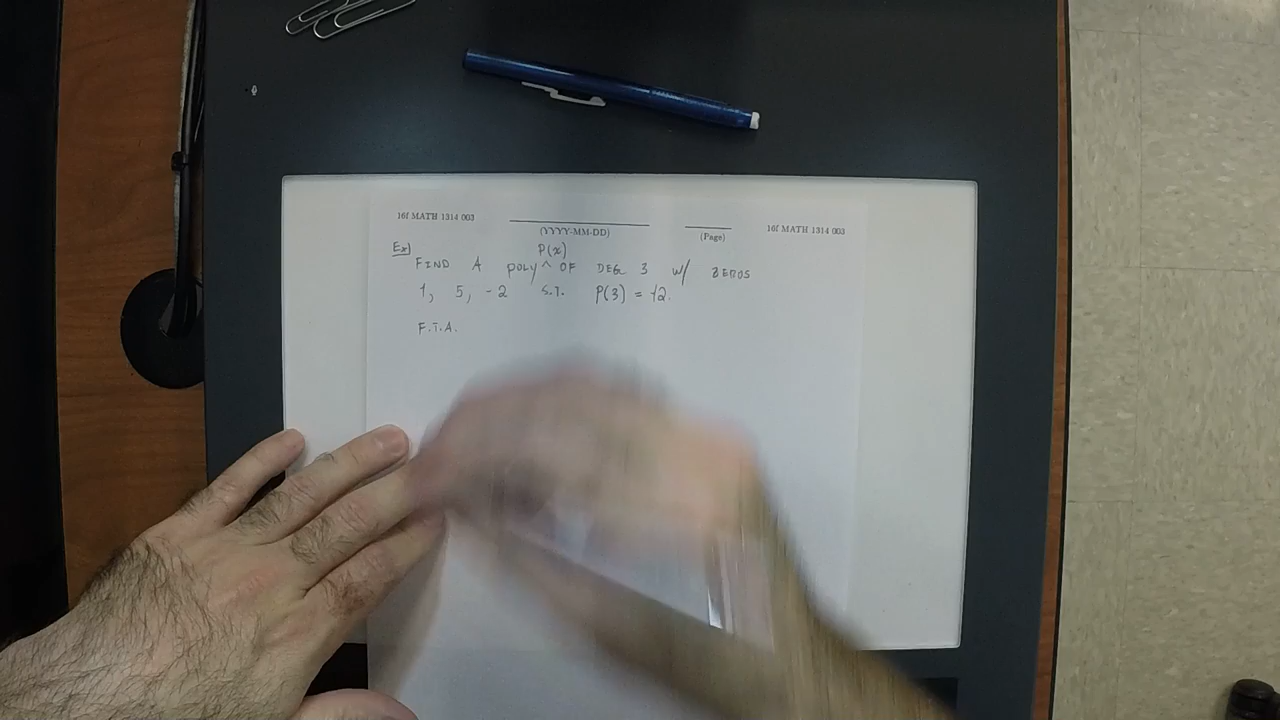 16f MATH 1314 003 (YYYY-MM-DD) (Page) 16f MATH 1314 003
Ex) P(x)
FIND A POLY ^ OF DEG 3 W/ ZEROS
1, 5, -2 S.T. P(3) =
F.T.A.